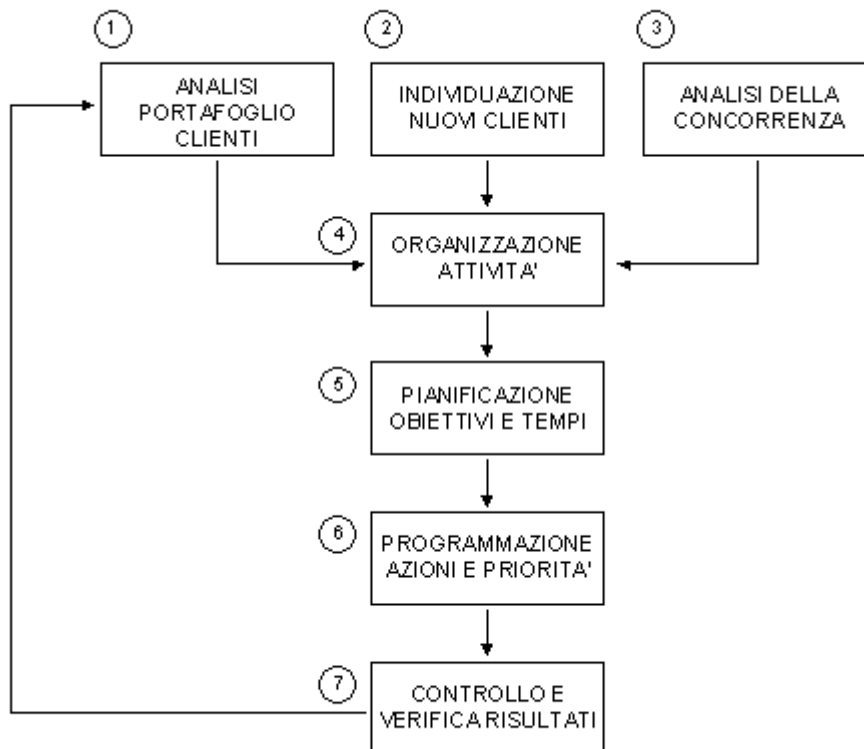 1
ANALISI
PORTAFOGLIO
CLIENTI
2
INDIVIDUAZIONE
NUOVI CLIENTI
3
ANALISI DELLA
CONCORRENZA
4
ORGANIZZAZIONE
ATTIVITA'
5
PIANIFICAZIONE
OBIETTIVI E TEMPI
6
PROGRAMMAZIONE
AZIONI E PRIORITA'
7
CONTROLLO E
VERIFICA RISULTATI